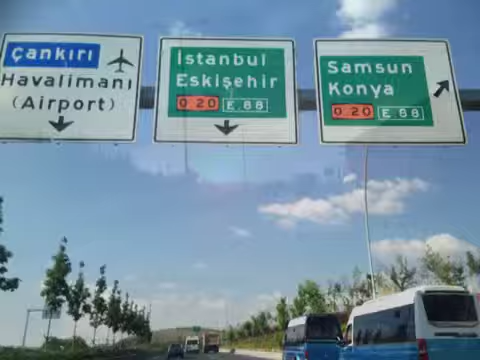 Çankırı
Havalimanı
(Airport)
İstanbul
Eskişehir
O.20 E.88
Samsun
Konya
O.20 E.88